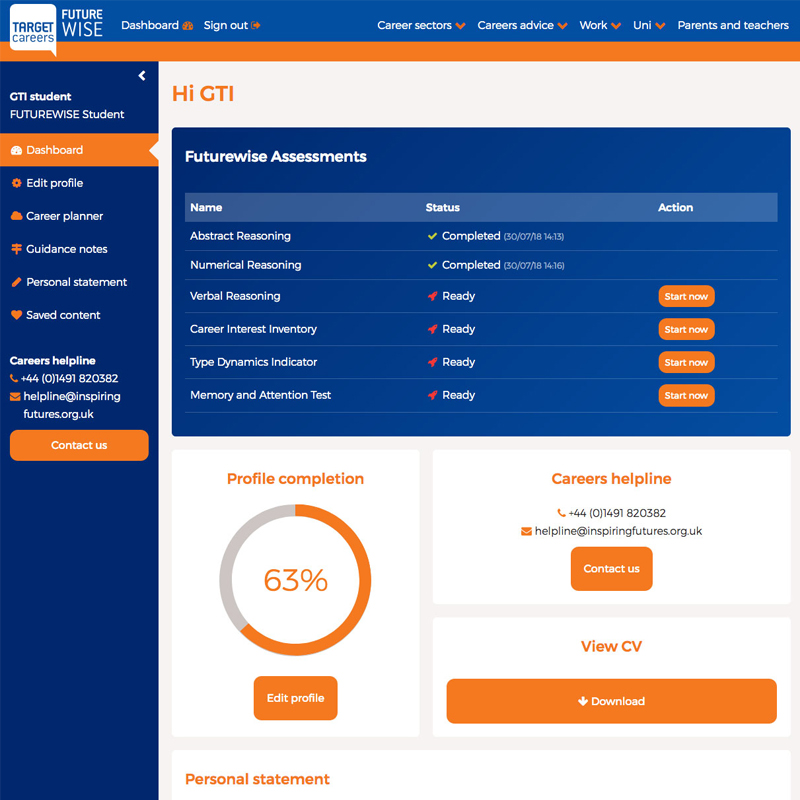 TARGET
careers
FUTURE
WISE
Dashboard
Sign out
Career sectors
Careers advice
Work
Uni
Parents and teachers
GTI student
FUTUREWISE Student
Dashboard
Edit profile
Career planner
Guidance notes
Personal statement
Saved content
Careers helpline
+44 (0)1491 820382
helpline@inspiring
futures.org.uk
Contact us
Hi GTI
Futurewise Assessments
Name Status Action
Abstract Reasoning Completed (30/07/18 14:13)
Numerical Reasoning Completed (30/07/18 14:16)
Verbal Reasoning Ready Start now
Career Interest Inventory Ready Start now
Type Dynamics Indicator Ready Start now
Memory and Attention Test Ready Start now
Profile completion
63%
Edit profile
Careers helpline
+44 (0)1491 820382
helpline@inspiringfutures.org.uk
Contact us
View CV
Download
Personal statement